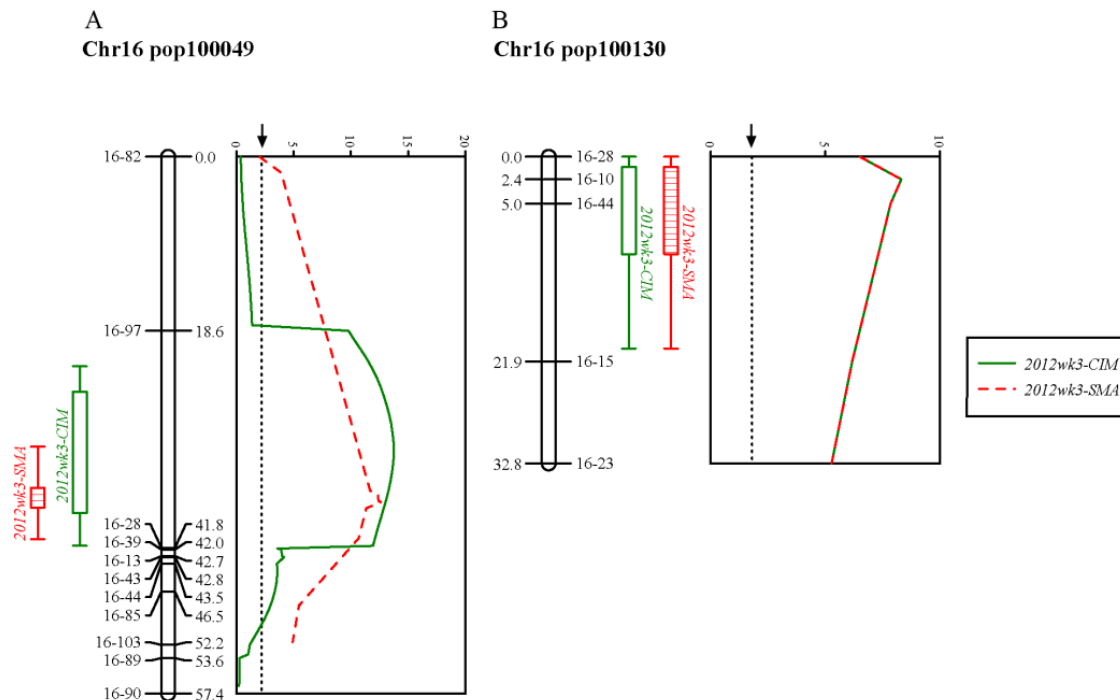 A
Chr16 pop100049
B
Chr16 pop100130
0 5 10 15 20
16-82 0.0
16-97 18.6
16-28 41.8
16-39 42.0
16-13 42.7
16-43 42.8
16-44 43.5
16-85 46.5
16-103 52.2
16-89 53.6
16-90 57.4
2012wk3-SMA
2012wk3-CIM
0 5 10
0.0 16-28
2.4 16-10
5.0 16-44
21.9 16-15
32.8 16-23
2012wk3-CIM
2012wk3-SMA
2012wk3-CIM
2012wk3-SMA